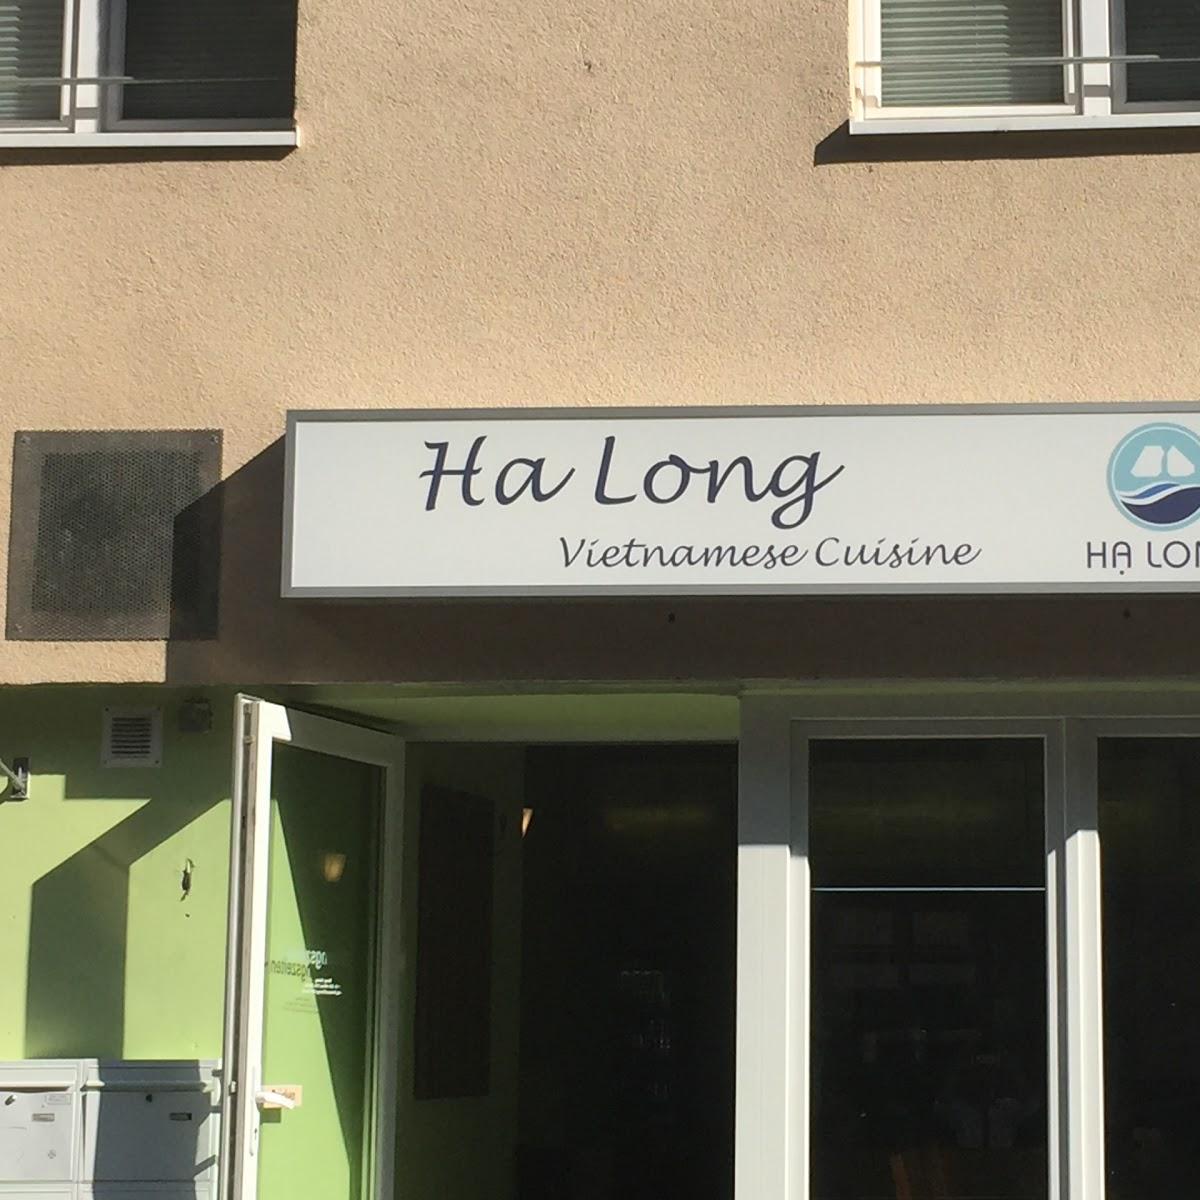 Ha Long
Vietnamese Cuisine
HẠ LON